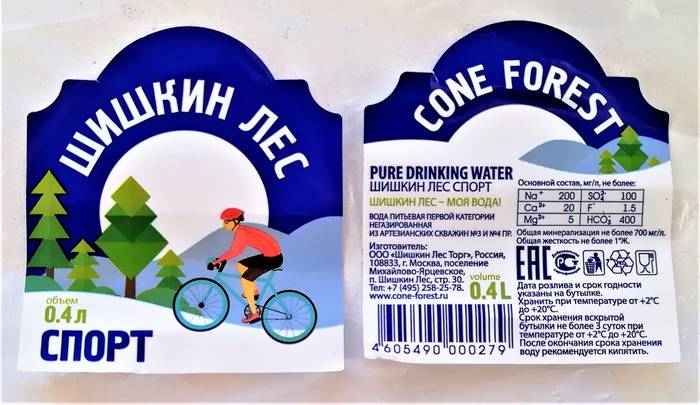 ШИШКИН ЛЕС
объем
0.4 л
СПОРТ
CONE FOREST
PURE DRINKING WATER
ШИШКИН ЛЕС СПОРТ
ШИШКИН ЛЕС – МОЯ ВОДА!
ВОДА ПИТЬЕВАЯ ПЕРВОЙ КАТЕГОРИИ
НЕГАЗИРОВАННАЯ
ИЗ АРТЕЗИАНСКИХ СКВАЖИН №3 И №4 ПР.
Изготовитель:
ООО «Шишкин Лес Торг», Россия,
108833, г. Москва, поселение
Михайлово-Ярцевское,
п. Шишкин Лес, стр. 30.
Тел: +7 (495) 258-25-78.
www.cone-forest.ru
volume
0.4 L
4 605490 000279
Основной состав, мг/л, не более:
Na⁺ 200 SO₄²⁻ 100
Ca²⁺ 20 F⁻ 1.5
Mg²⁺ 5 HCO₃⁻ 400
Общая минерализация не более 700 мг/л.
Общая жесткость не более 1°Ж.
EAC
Дата розлива и срок годности
указаны на бутылке.
Хранить при температуре от +2°С
до +20°С.
Срок хранения вскрытой
бутылки не более 3 суток при
температуре от +2°С до +20°С.
После окончания срока хранения
воду рекомендуется кипятить.